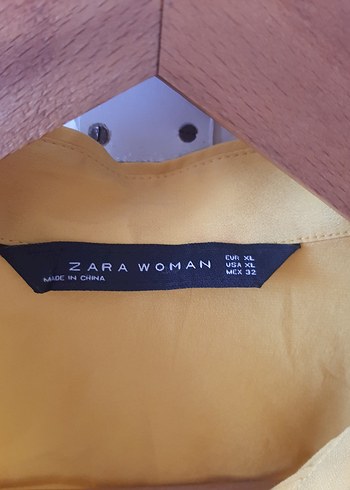 ZARA WOMAN
MADE IN CHINA
EUR XL
USA XL
MEX 32